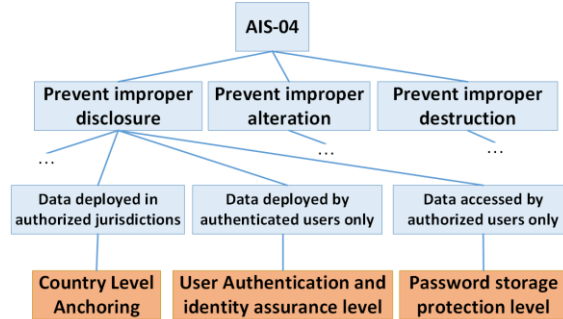 AIS-04
Prevent improper
disclosure
Prevent improper
alteration
Prevent improper
destruction
...
...
...
Data deployed in
authorized jurisdictions
Data deployed by
authenticated users only
Data accessed by
authorized users only
Country Level
Anchoring
User Authentication and
identity assurance level
Password storage
protection level